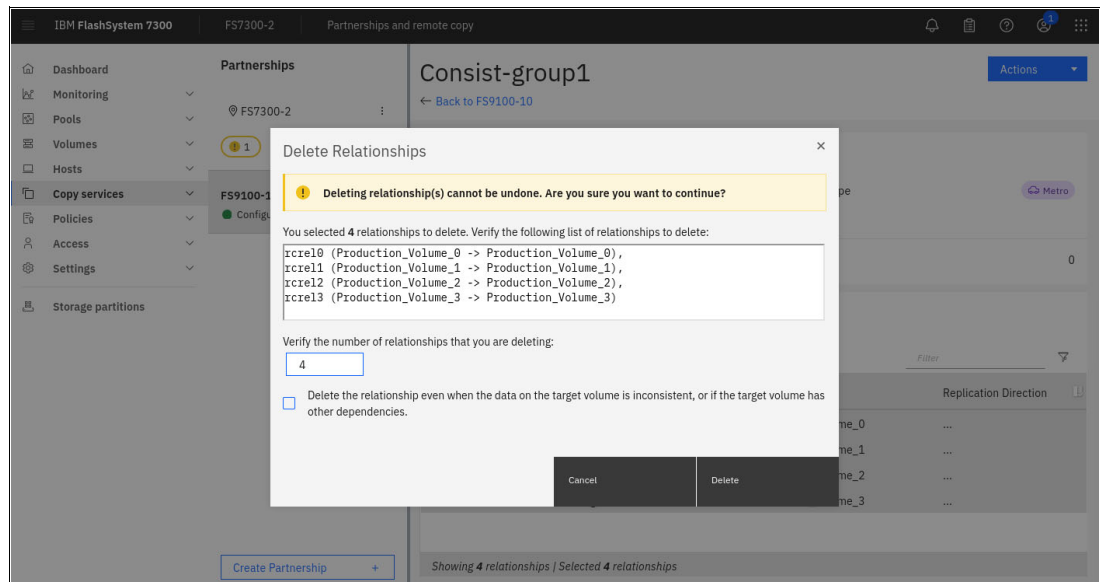 IBM FlashSystem 7300
FS7300-2
Partnerships and remote copy
1
Dashboard
Monitoring
Pools
Volumes
Hosts
Copy services
Policies
Access
Settings
Storage partitions
Partnerships
FS7300-2
1
FS9100-1
Configu
Create Partnership +
Consist-group1
← Back to FS9100-10
Actions
pe
Metro
0
Delete Relationships
×
Deleting relationship(s) cannot be undone. Are you sure you want to continue?
You selected 4 relationships to delete. Verify the following list of relationships to delete:
rcrel0 (Production_Volume_0 -> Production_Volume_0),
rcrel1 (Production_Volume_1 -> Production_Volume_1),
rcrel2 (Production_Volume_2 -> Production_Volume_2),
rcrel3 (Production_Volume_3 -> Production_Volume_3)
Verify the number of relationships that you are deleting:
4
Delete the relationship even when the data on the target volume is inconsistent, or if the target volume has
other dependencies.
Cancel
Delete
Filter
Replication Direction
me_0 ...
me_1 ...
me_2 ...
me_3 ...
Showing 4 relationships | Selected 4 relationships